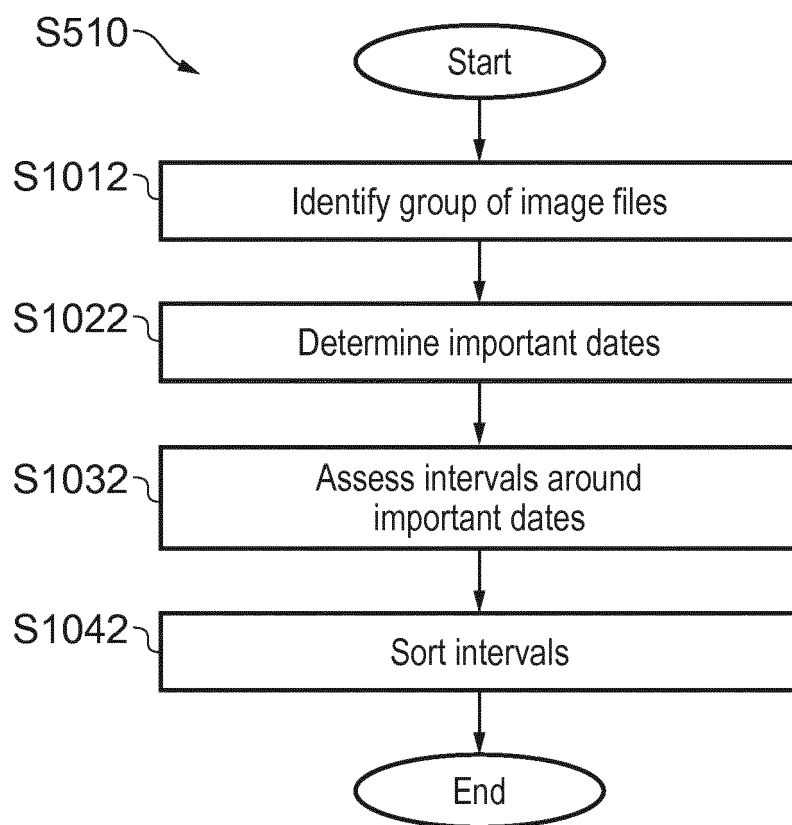 S510
Start
S1012
Identify group of image files
S1022
Determine important dates
S1032
Assess intervals around
important dates
S1042
Sort intervals
End